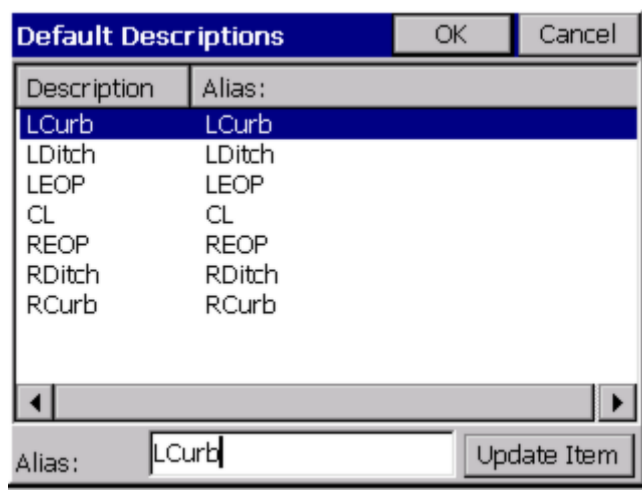 Default Descriptions OK Cancel
Description Alias:
LCurb LCurb
LDitch LDitch
LEOP LEOP
CL CL
REOP REOP
RDitch RDitch
RCurb RCurb
Alias: LCurb Update Item